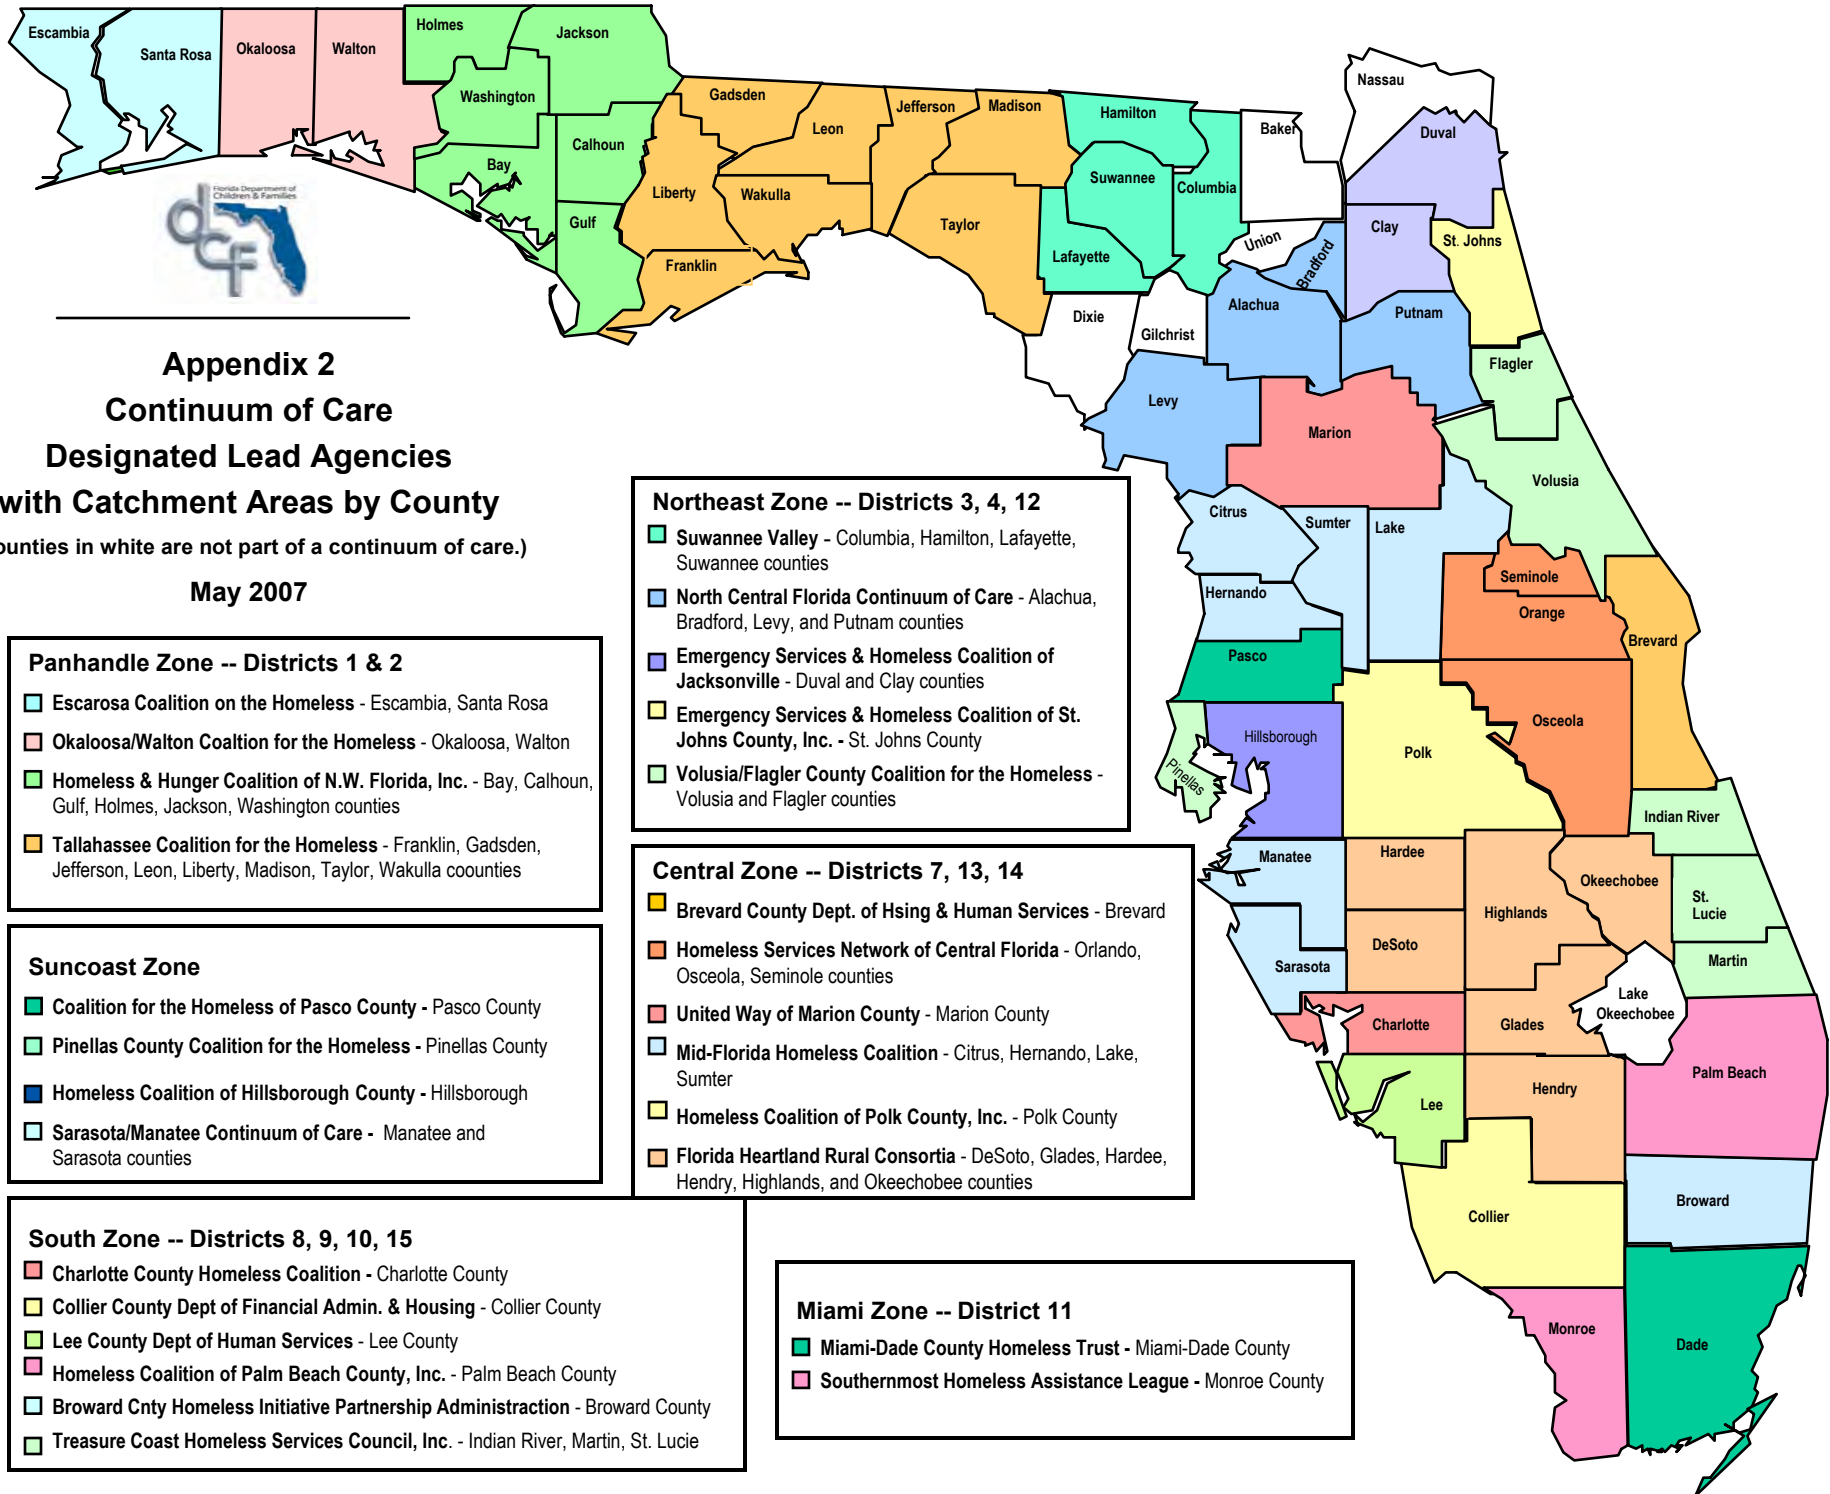 Escambia
Santa Rosa
Okaloosa
Walton
Holmes
Jackson
Washington
Calhoun
Bay
Gulf
Gadsden
Leon
Jefferson
Madison
Liberty
Wakulla
Franklin
Taylor
Hamilton
Suwannee
Columbia
Lafayette
Baker
Nassau
Duval
Union
Bradford
Clay
St. Johns
Dixie
Gilchrist
Alachua
Putnam
Flagler
Levy
Marion
Volusia
Citrus
Sumter
Lake
Hernando
Seminole
Orange
Pasco
Brevard
Osceola
Hillsborough
Pinellas
Polk
Indian River
Manatee
Hardee
Okeechobee
St.
Lucie
Highlands
DeSoto
Sarasota
Martin
Lake
Okeechobee
Charlotte
Glades
Palm Beach
Lee
Hendry
Broward
Collier
Monroe
Dade
Florida Department of
Children & Families
dcf
Appendix 2
Continuum of Care
Designated Lead Agencies
with Catchment Areas by County
ounties in white are not part of a continuum of care.)
May 2007
Panhandle Zone -- Districts 1 & 2
Escarosa Coalition on the Homeless - Escambia, Santa Rosa
Okaloosa/Walton Coaltion for the Homeless - Okaloosa, Walton
Homeless & Hunger Coalition of N.W. Florida, Inc. - Bay, Calhoun,
Gulf, Holmes, Jackson, Washington counties
Tallahassee Coalition for the Homeless - Franklin, Gadsden,
Jefferson, Leon, Liberty, Madison, Taylor, Wakulla coounties
Suncoast Zone
Coalition for the Homeless of Pasco County - Pasco County
Pinellas County Coalition for the Homeless - Pinellas County
Homeless Coalition of Hillsborough County - Hillsborough
Sarasota/Manatee Continuum of Care - Manatee and
Sarasota counties
South Zone -- Districts 8, 9, 10, 15
Charlotte County Homeless Coalition - Charlotte County
Collier County Dept of Financial Admin. & Housing - Collier County
Lee County Dept of Human Services - Lee County
Homeless Coalition of Palm Beach County, Inc. - Palm Beach County
Broward Cnty Homeless Initiative Partnership Administraction - Broward County
Treasure Coast Homeless Services Council, Inc. - Indian River, Martin, St. Lucie
Northeast Zone -- Districts 3, 4, 12
Suwannee Valley - Columbia, Hamilton, Lafayette,
Suwannee counties
North Central Florida Continuum of Care - Alachua,
Bradford, Levy, and Putnam counties
Emergency Services & Homeless Coalition of
Jacksonville - Duval and Clay counties
Emergency Services & Homeless Coalition of St.
Johns County, Inc. - St. Johns County
Volusia/Flagler County Coalition for the Homeless -
Volusia and Flagler counties
Central Zone -- Districts 7, 13, 14
Brevard County Dept. of Hsing & Human Services - Brevard
Homeless Services Network of Central Florida - Orlando,
Osceola, Seminole counties
United Way of Marion County - Marion County
Mid-Florida Homeless Coalition - Citrus, Hernando, Lake,
Sumter
Homeless Coalition of Polk County, Inc. - Polk County
Florida Heartland Rural Consortia - DeSoto, Glades, Hardee,
Hendry, Highlands, and Okeechobee counties
Miami Zone -- District 11
Miami-Dade County Homeless Trust - Miami-Dade County
Southernmost Homeless Assistance League - Monroe County